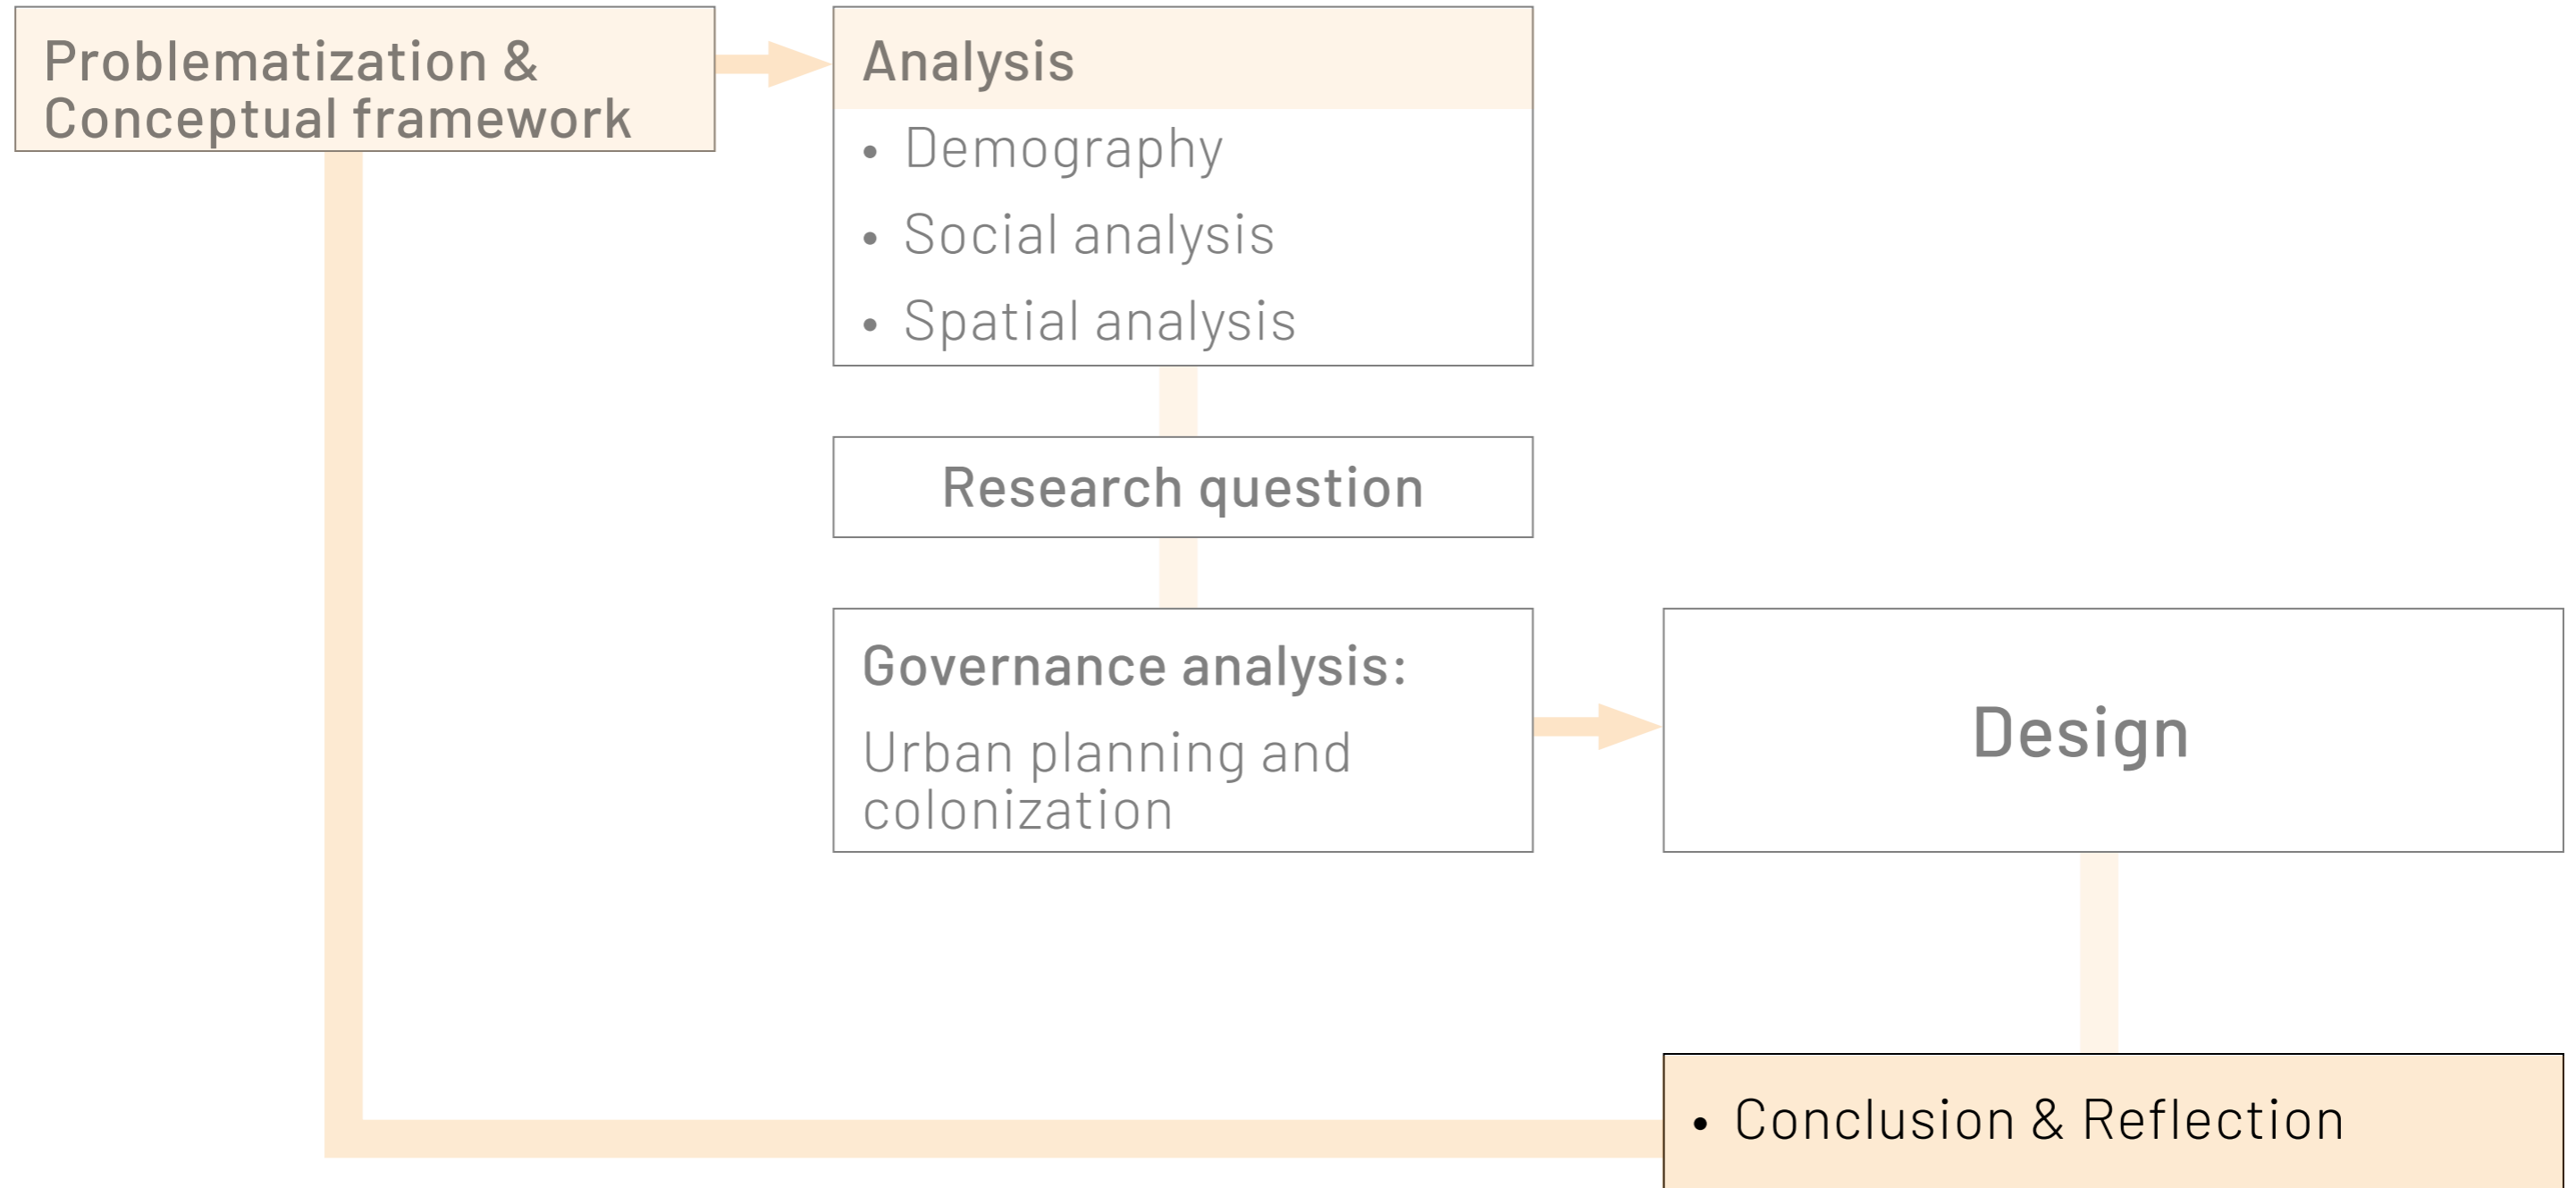 Problematization &
Conceptual framework
Analysis
• Demography
• Social analysis
• Spatial analysis
Research question
Governance analysis:
Urban planning and
colonization
Design
• Conclusion & Reflection